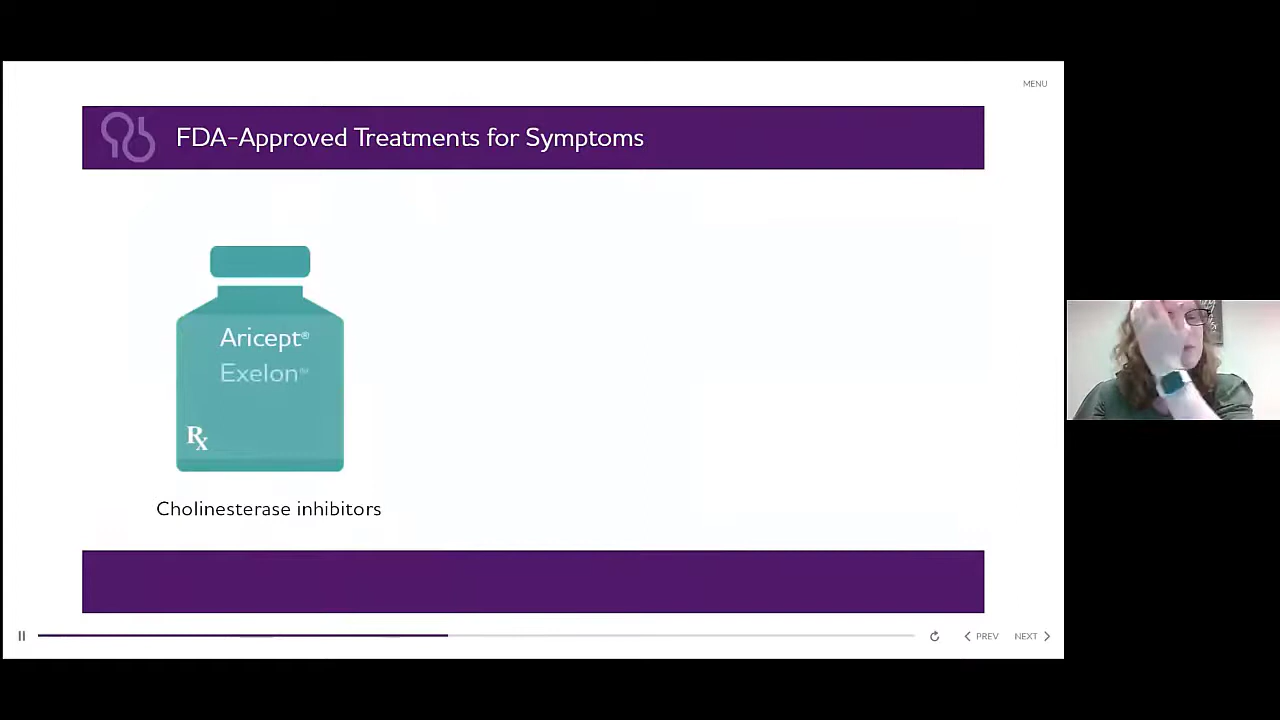 MENU
FDA-Approved Treatments for Symptoms
Aricept®
Exelon™
Rx
Cholinesterase inhibitors
PREV
NEXT